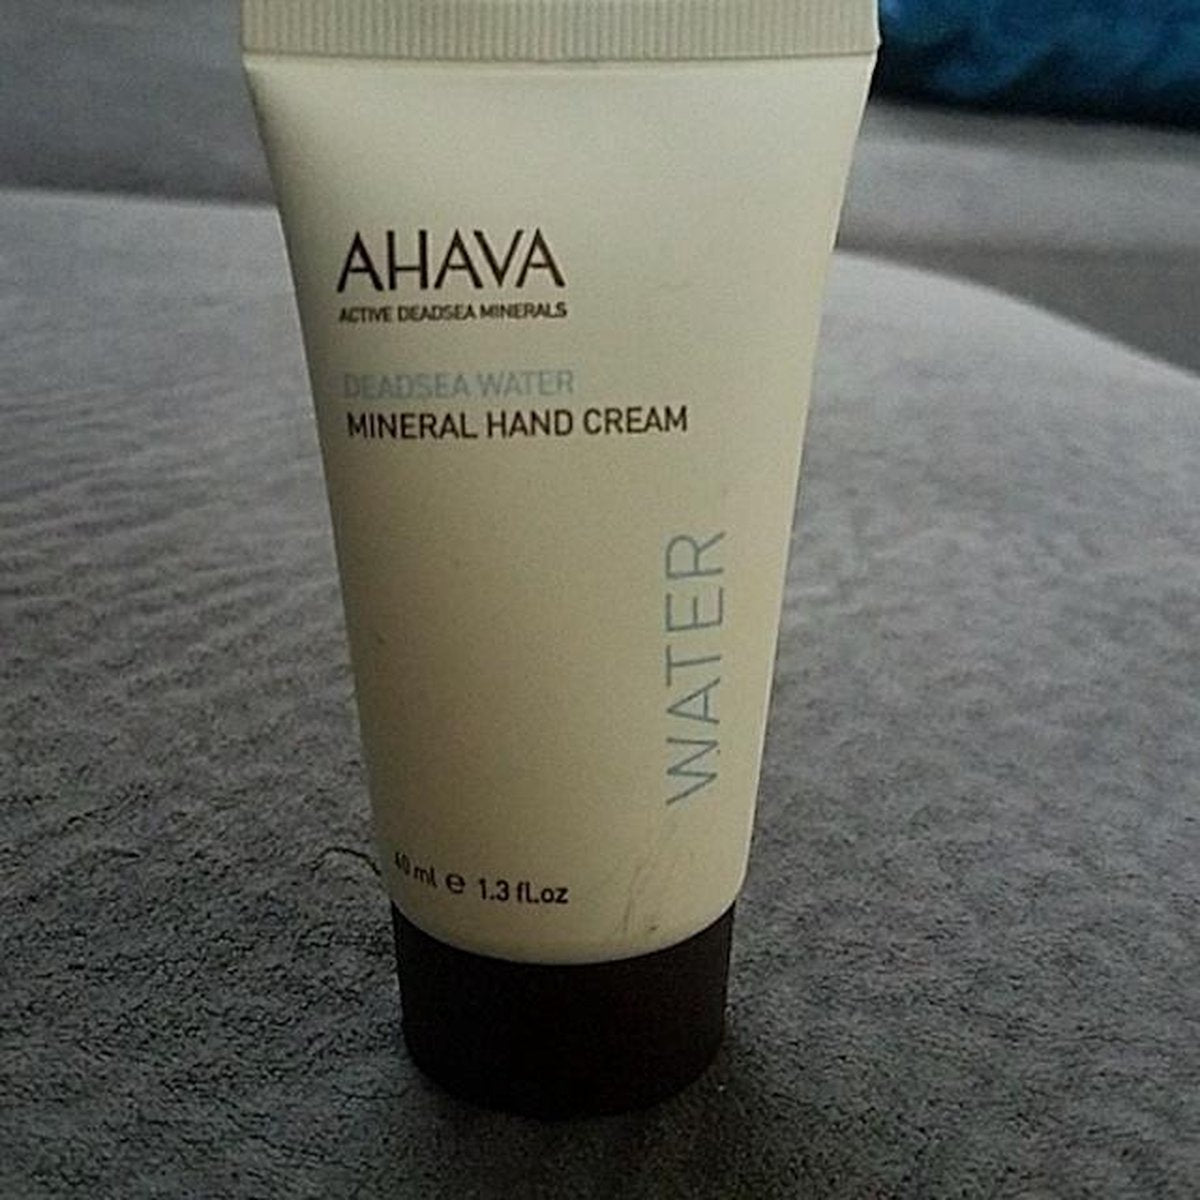 AHAVA
ACTIVE DEADSEA MINERALS
DEADSEA WATER
MINERAL HAND CREAM
WATER
40 ml e 1.3 fl.oz